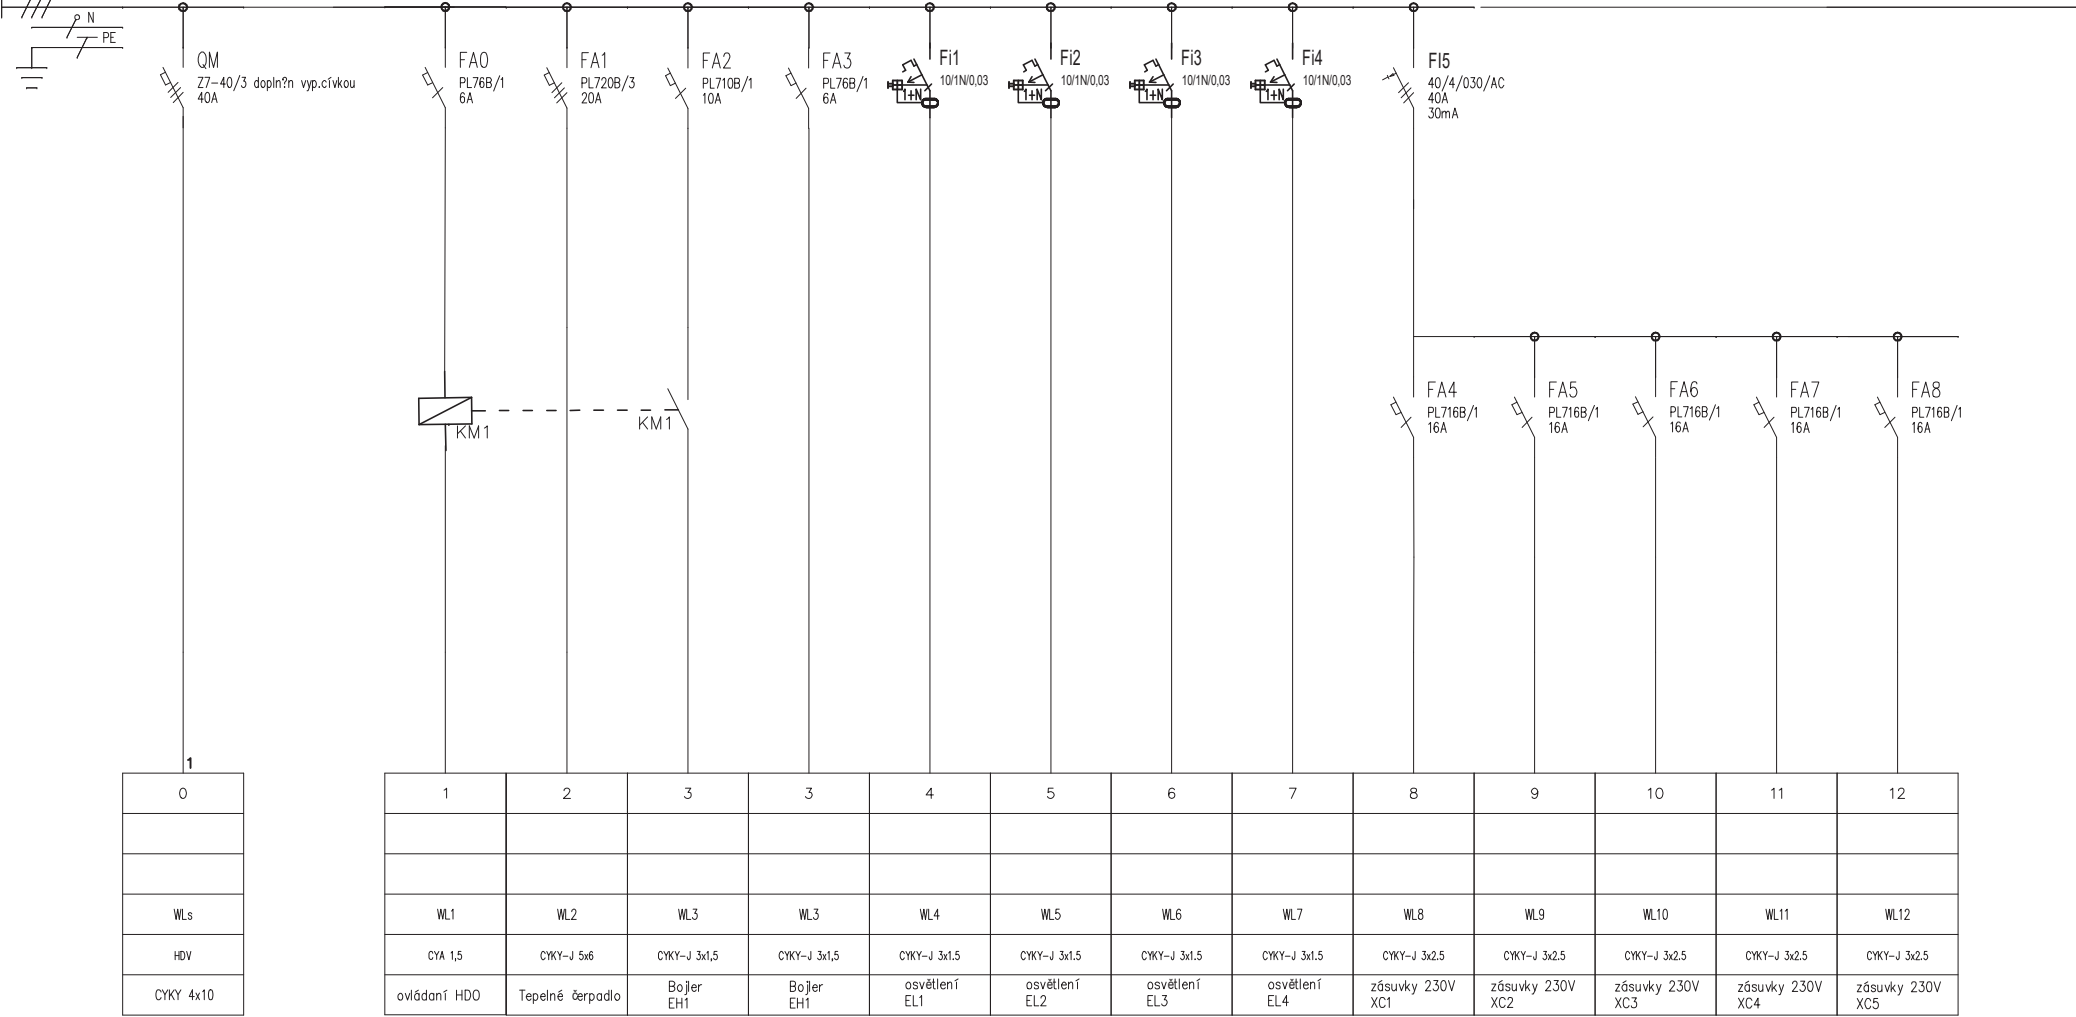 N
PE
QM
Z7-40/3 dopln?n vyp.cívkou
40A
FA0
PL76B/1
6A
FA1
PL720B/3
20A
FA2
PL710B/1
10A
FA3
PL76B/1
6A
Fi1
10/1N/0,03
1+N
Fi2
10/1N/0,03
1+N
Fi3
10/1N/0,03
1+N
Fi4
10/1N/0,03
1+N
FI5
40/4/030/AC
40A
30mA
KM1
KM1
FA4
PL716B/1
16A
FA5
PL716B/1
16A
FA6
PL716B/1
16A
FA7
PL716B/1
16A
FA8
PL716B/1
16A
1
0 1 2 3 3 4 5 6 7 8 9 10 11 12
WLs WL1 WL2 WL3 WL3 WL4 WL5 WL6 WL7 WL8 WL9 WL10 WL11 WL12
HDV CYA 1,5 CYKY-J 5x6 CYKY-J 3x1,5 CYKY-J 3x1,5 CYKY-J 3x1.5 CYKY-J 3x1.5 CYKY-J 3x1.5 CYKY-J 3x1.5 CYKY-J 3x2.5 CYKY-J 3x2.5 CYKY-J 3x2.5 CYKY-J 3x2.5 CYKY-J 3x2.5
CYKY 4x10
ovládaní HDO
Tepelné čerpadlo
Bojler
EH1
Bojler
EH1
osvětlení
EL1
osvětlení
EL2
osvětlení
EL3
osvětlení
EL4
zásuvky 230V
XC1
zásuvky 230V
XC2
zásuvky 230V
XC3
zásuvky 230V
XC4
zásuvky 230V
XC5